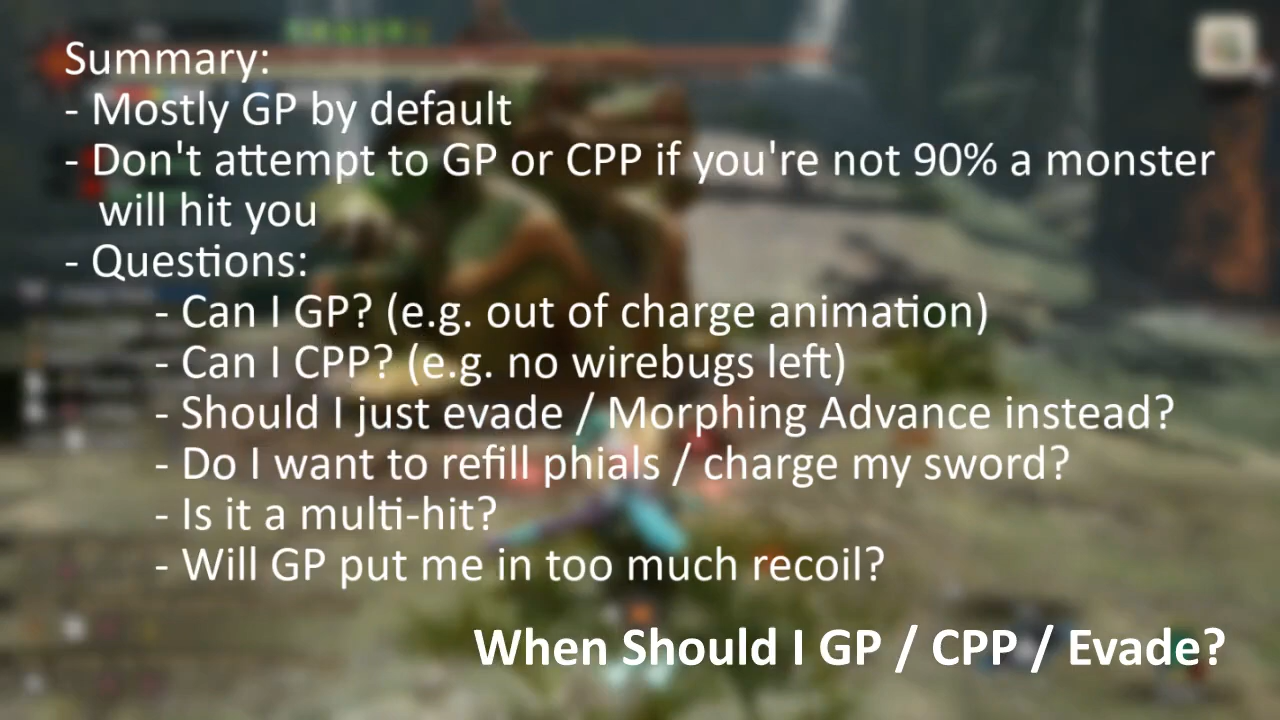 Summary:
- Mostly GP by default
- Don't attempt to GP or CPP if you're not 90% a monster
will hit you
- Questions:
- Can I GP? (e.g. out of charge animation)
- Can I CPP? (e.g. no wirebugs left)
- Should I just evade / Morphing Advance instead?
- Do I want to refill phials / charge my sword?
- Is it a multi-hit?
- Will GP put me in too much recoil?
When Should I GP / CPP / Evade?